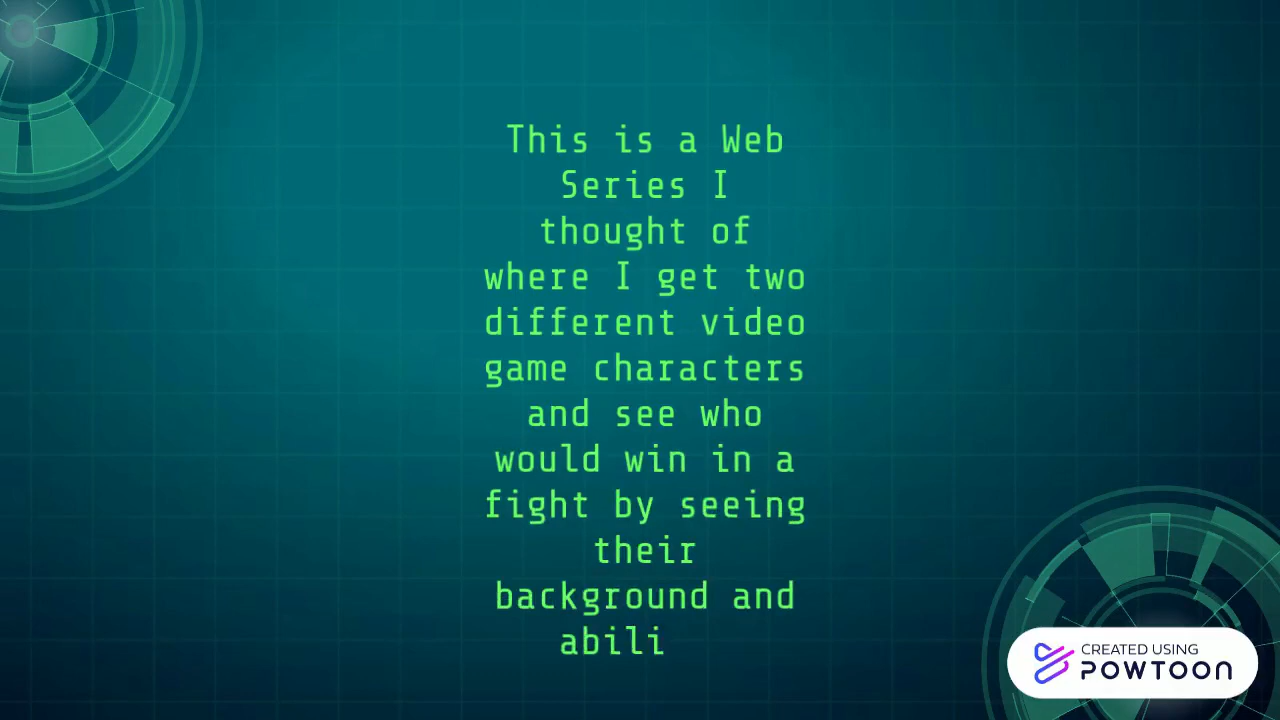 This is a Web
Series I
thought of
where I get two
different video
game characters
and see who
would win in a
fight by seeing
their
background and
abili
CREATED USING
POWTOON